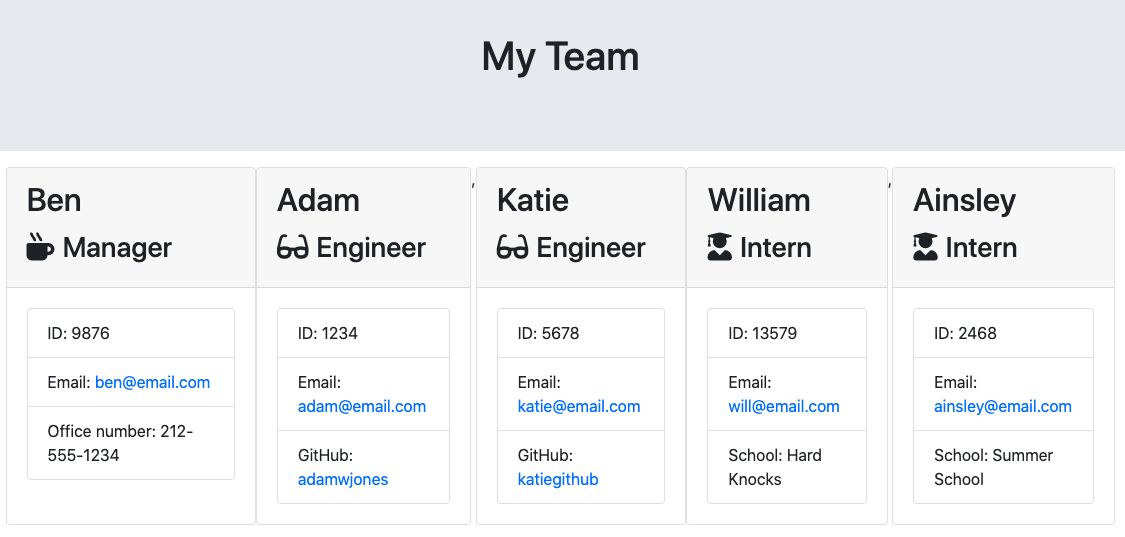 My Team
Ben
Manager
ID: 9876
Email: ben@email.com
Office number: 212-
555-1234
Adam
Engineer
ID: 1234
Email:
adam@email.com
GitHub:
adamwjones
,
Katie
Engineer
ID: 5678
Email:
katie@email.com
GitHub:
katiegithub
William
Intern
ID: 13579
Email:
will@email.com
School: Hard
Knocks
,
Ainsley
Intern
ID: 2468
Email:
ainsley@email.com
School: Summer
School